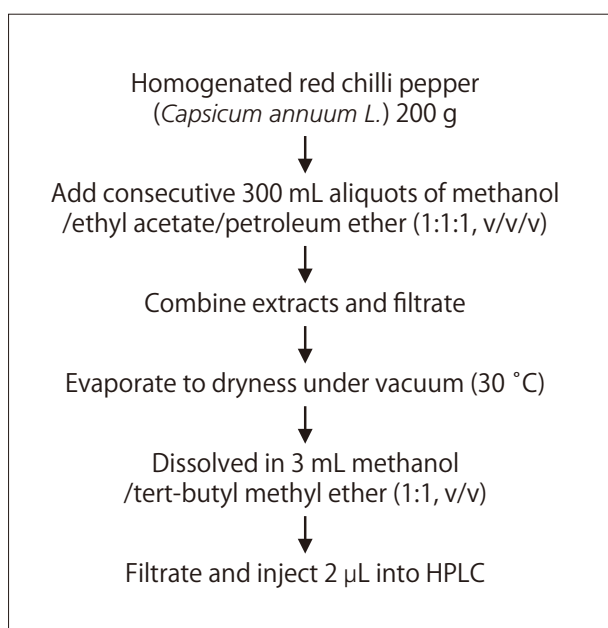 Homogenated red chilli pepper
(Capsicum annuum L.) 200 g
Add consecutive 300 mL aliquots of methanol
/ethyl acetate/petroleum ether (1:1:1, v/v/v)
Combine extracts and filtrate
Evaporate to dryness under vacuum (30 ˚C)
Dissolved in 3 mL methanol
/tert-butyl methyl ether (1:1, v/v)
Filtrate and inject 2 μL into HPLC